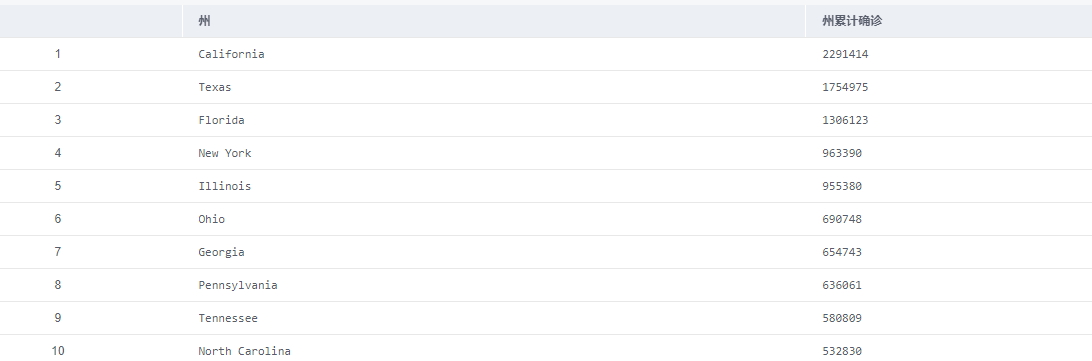 州 州累计确诊
1 California 2291414
2 Texas 1754975
3 Florida 1306123
4 New York 963390
5 Illinois 955380
6 Ohio 690748
7 Georgia 654743
8 Pennsylvania 636061
9 Tennessee 580809
10 North Carolina 532830